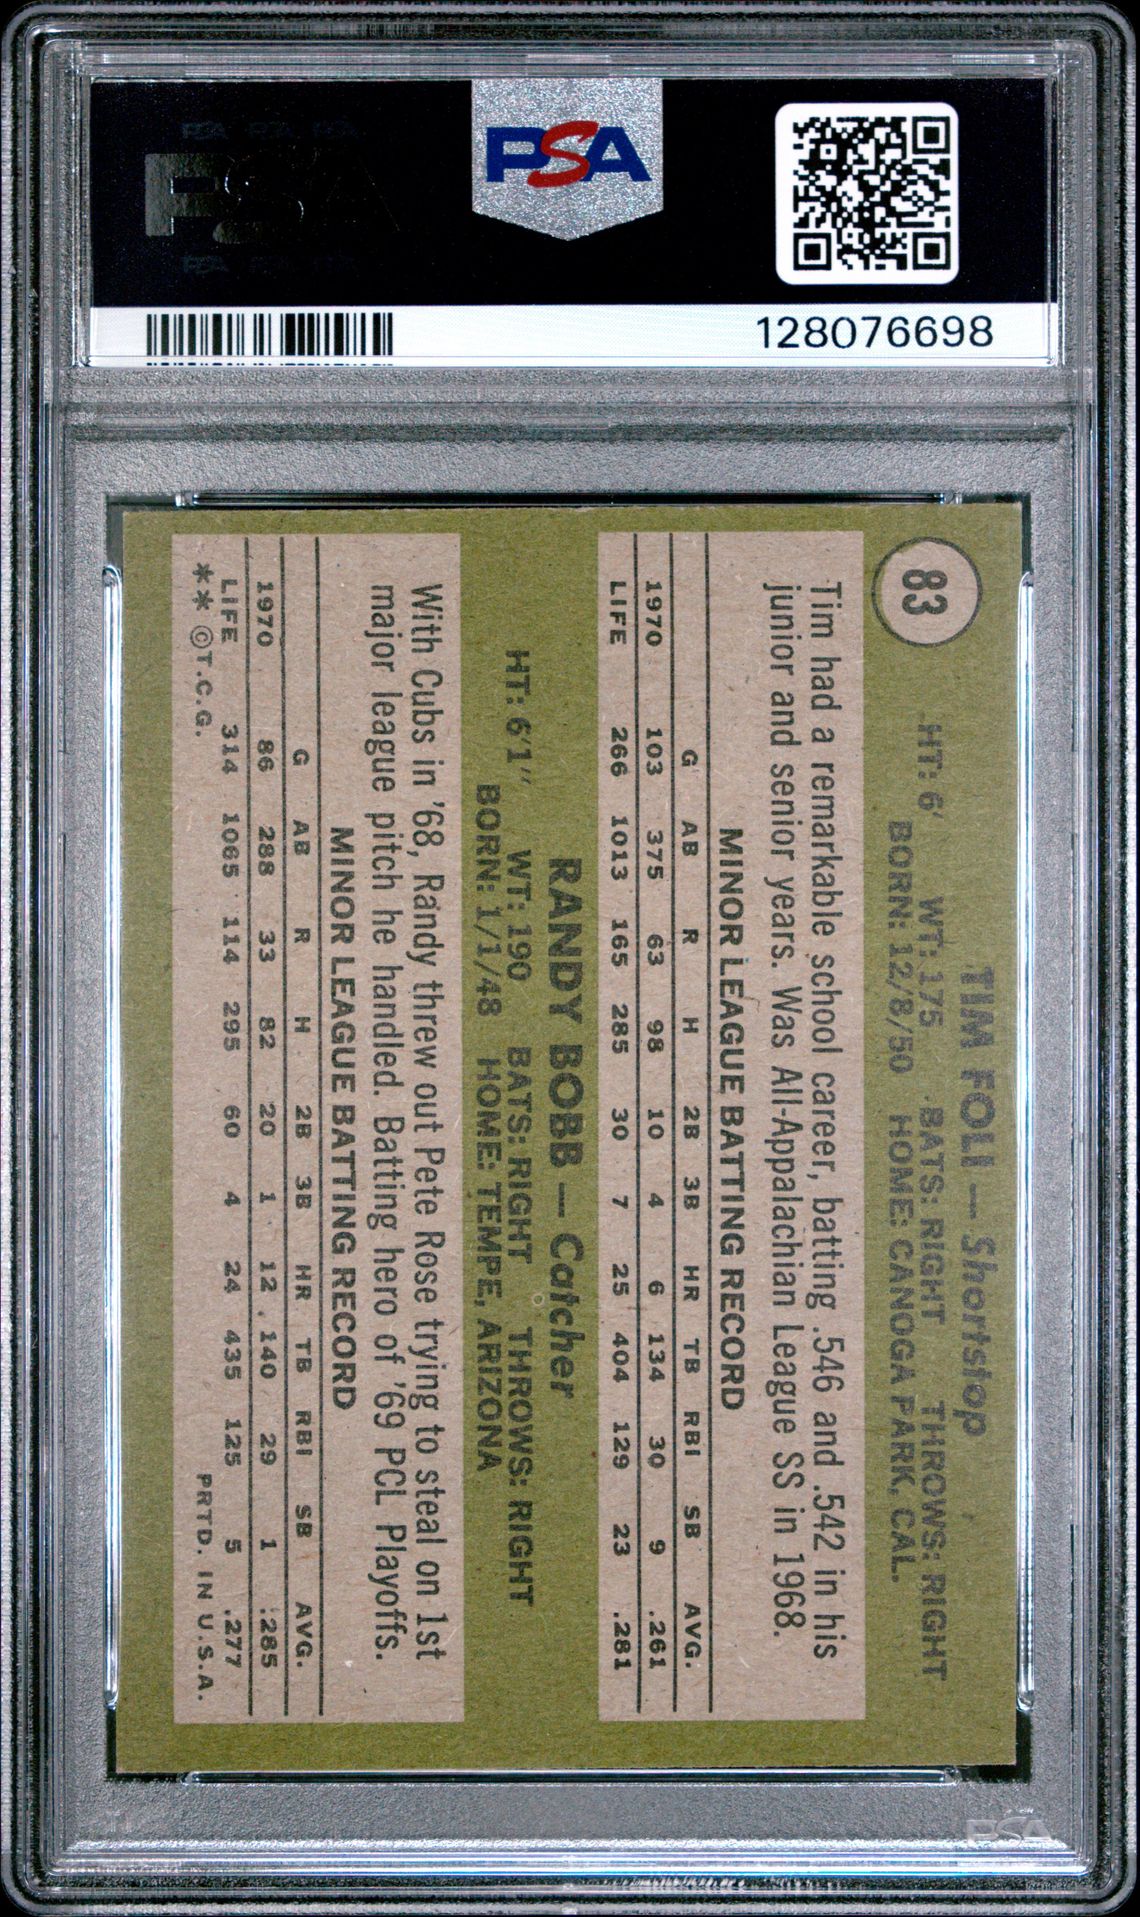 PSA PSA PSA
PSA
PSA
128076698
83
TIM FOLI — Shortstop
HT: 6' WT: 175 BATS: RIGHT THROWS: RIGHT
BORN: 12/8/50 HOME: CANOGA PARK, CAL.
Tim had a remarkable school career, batting .546 and .542 in his
junior and senior years. Was All-Appalachian League SS in 1968.
MINOR LEAGUE BATTING RECORD
G AB R H 2B 3B HR TB RBI SB AVG.
1970 103 375 63 98 10 4 6 134 30 9 .261
LIFE 266 1013 165 285 30 7 25 404 129 23 .281
RANDY BOBB — Catcher
HT: 6'1" WT: 190 BATS: RIGHT THROWS: RIGHT
BORN: 1/1/48 HOME: TEMPE, ARIZONA
With Cubs in '68, Randy threw out Pete Rose trying to steal on 1st
major league pitch he handled. Batting hero of '69 PCL Playoffs.
MINOR LEAGUE BATTING RECORD
G AB R H 2B 3B HR TB RBI SB AVG.
1970 86 288 33 82 20 1 12 140 29 1 .285
LIFE 314 1065 114 295 60 4 24 435 125 5 .277
** ©T.C.G. PRTD. IN U.S.A.
PSA